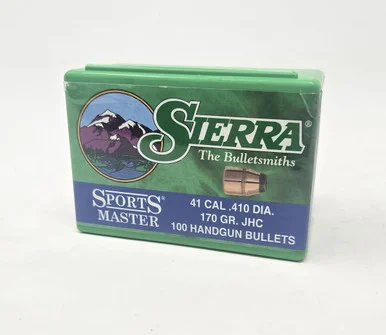 SIERRA®
The Bulletsmiths
SPORTS
MASTER
41 CAL .410 DIA.
170 GR. JHC
100 HANDGUN BULLETS